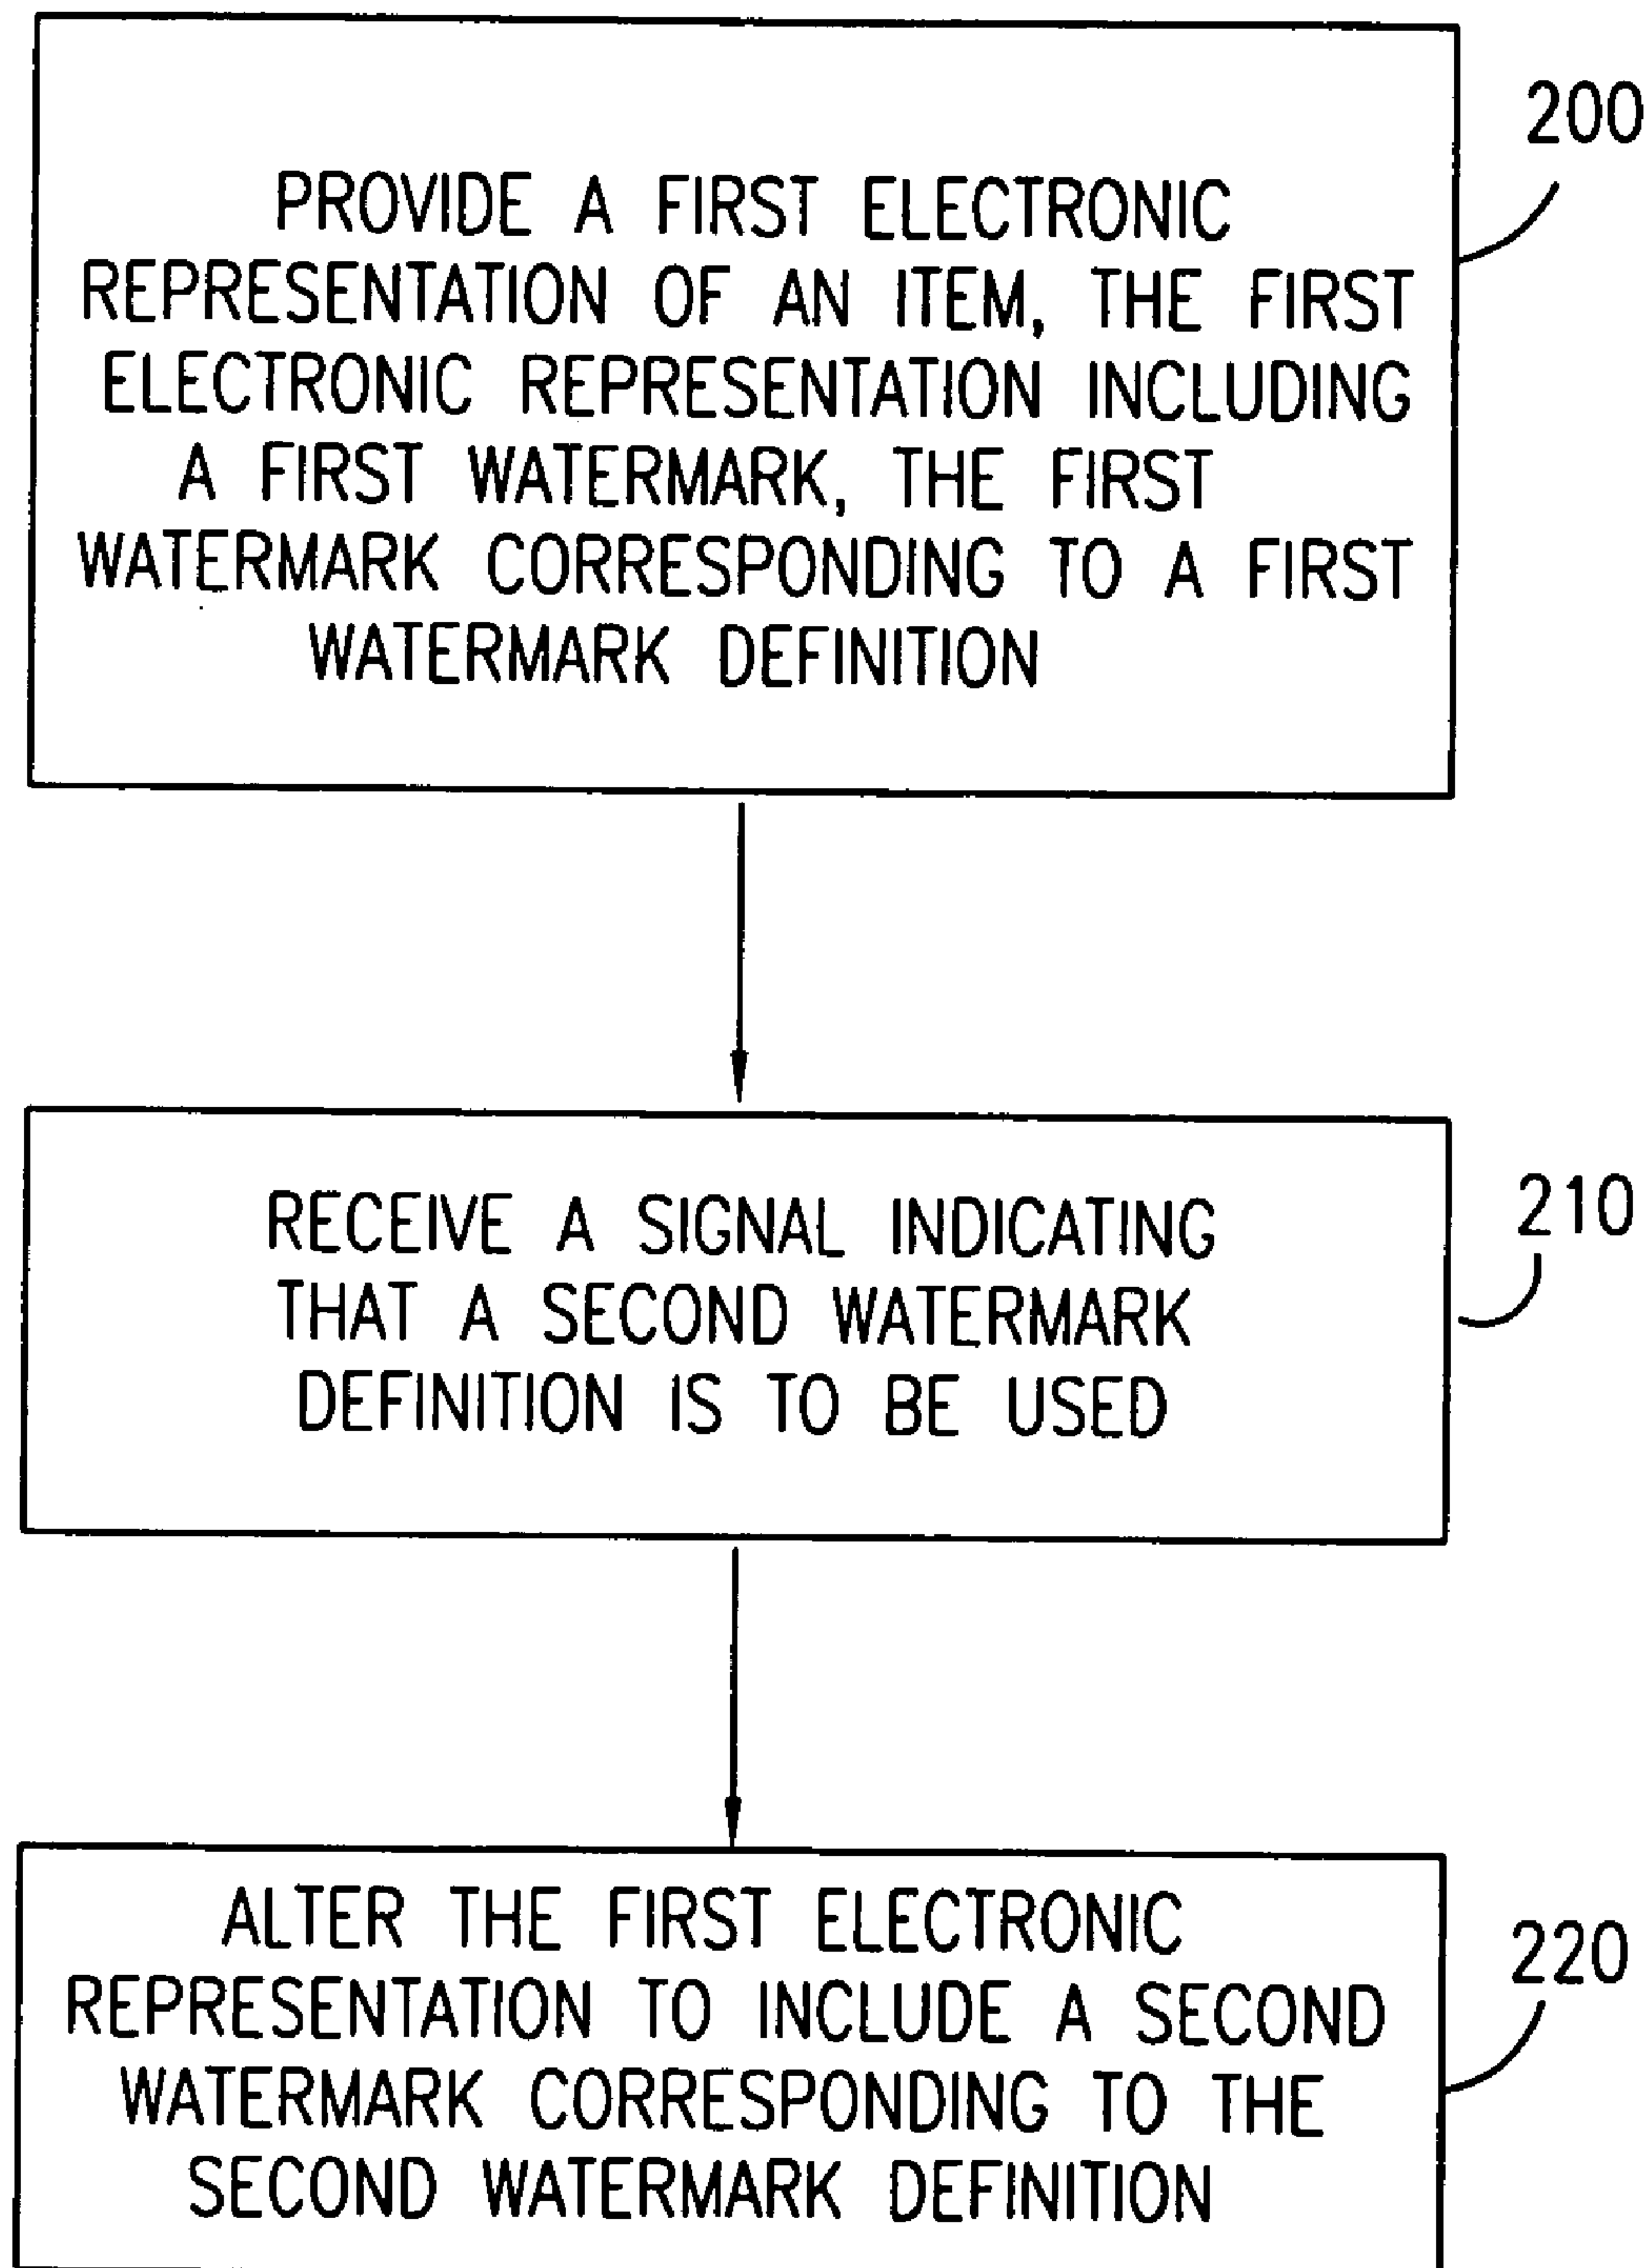 200
PROVIDE A FIRST ELECTRONIC
REPRESENTATION OF AN ITEM, THE FIRST
ELECTRONIC REPRESENTATION INCLUDING
A FIRST WATERMARK, THE FIRST
WATERMARK CORRESPONDING TO A FIRST
WATERMARK DEFINITION
210
RECEIVE A SIGNAL INDICATING
THAT A SECOND WATERMARK
DEFINITION IS TO BE USED
220
ALTER THE FIRST ELECTRONIC
REPRESENTATION TO INCLUDE A SECOND
WATERMARK CORRESPONDING TO THE
SECOND WATERMARK DEFINITION